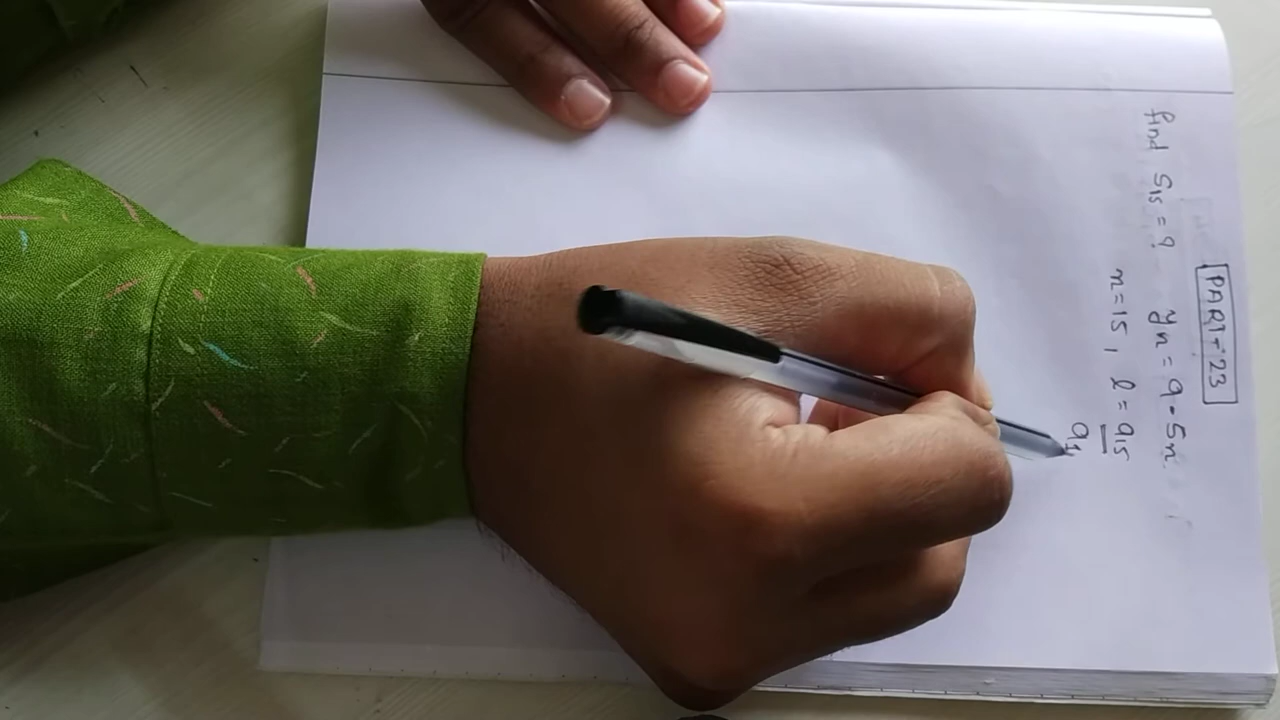 PART-23
find S15 = ? yn = 9-5n
n=15, l = a15
a1